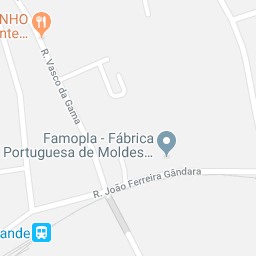 NHO
nte...
R. Vasco da Gama
Famopla - Fábrica
Portuguesa de Moldes...
R. João Ferreira Gândara
ande